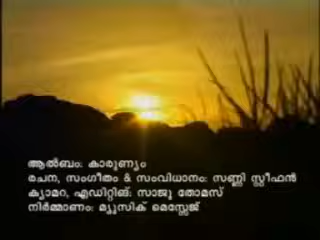 ആൽബം: കാരുണ്യം
രചന, സംഗീതം & സംവിധാനം: സണ്ണി സ്റ്റീഫൻ
ക്യാമറ, എഡിറ്റിങ്: സാജു തോമസ്
നിർമ്മാണം: മ്യൂസിക് മെസ്സേജ്